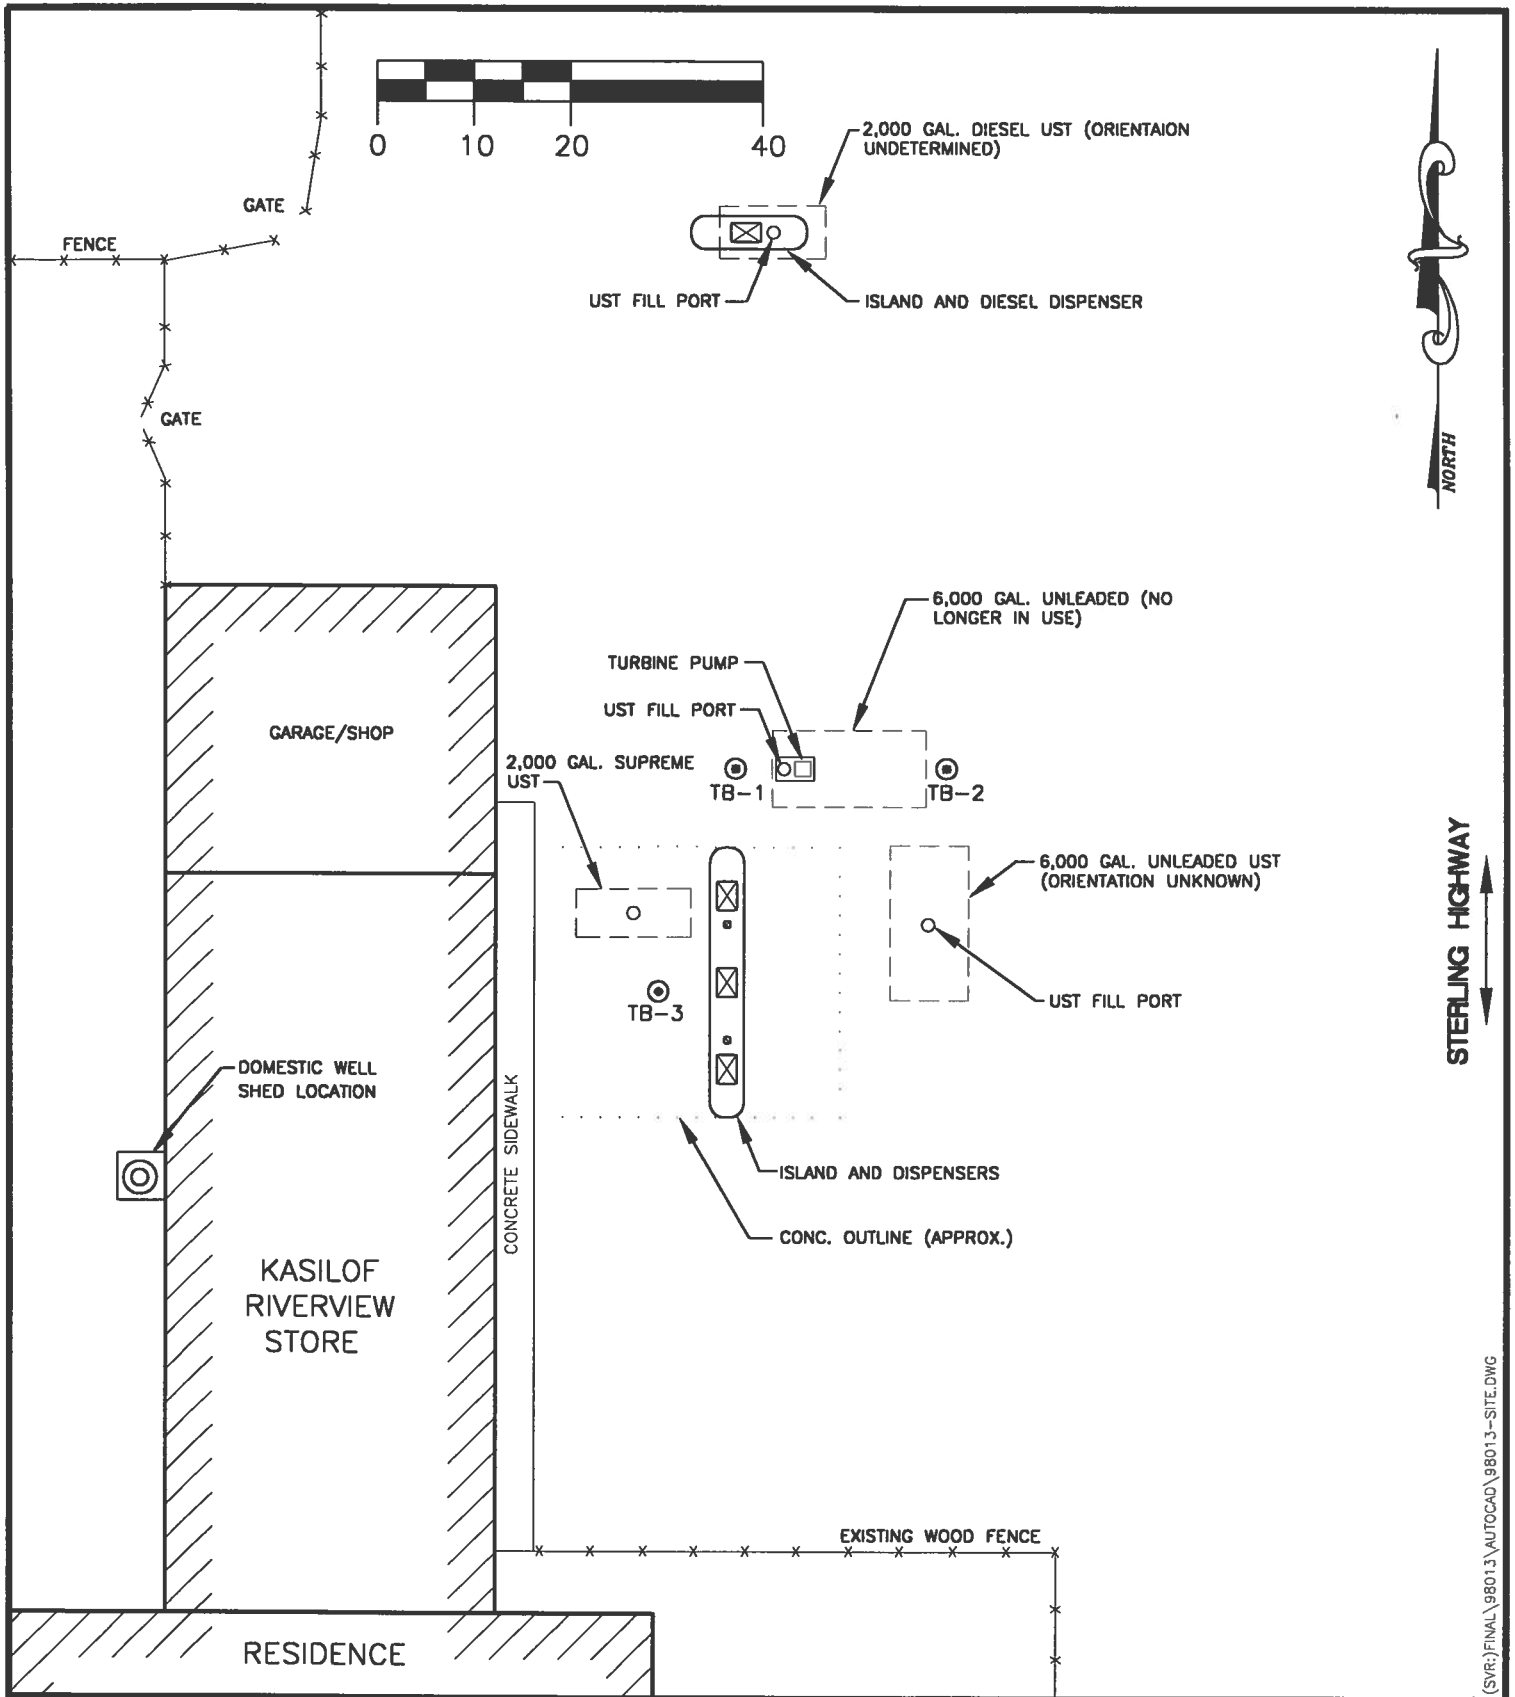 0 10 20 40
2,000 GAL. DIESEL UST (ORIENTAION
UNDETERMINED)
GATE
FENCE
UST FILL PORT
ISLAND AND DIESEL DISPENSER
GATE
NORTH
6,000 GAL. UNLEADED (NO
LONGER IN USE)
TURBINE PUMP
UST FILL PORT
GARAGE/SHOP
2,000 GAL. SUPREME
UST
TB-1
TB-2
6,000 GAL. UNLEADED UST
(ORIENTATION UNKNOWN)
STERLING HIGHWAY
UST FILL PORT
TB-3
DOMESTIC WELL
SHED LOCATION
CONCRETE SIDEWALK
ISLAND AND DISPENSERS
CONC. OUTLINE (APPROX.)
KASILOF
RIVERVIEW
STORE
EXISTING WOOD FENCE
RESIDENCE
(SVR:)FINAL\98013\AUTOCAD\98013-SITE.DWG